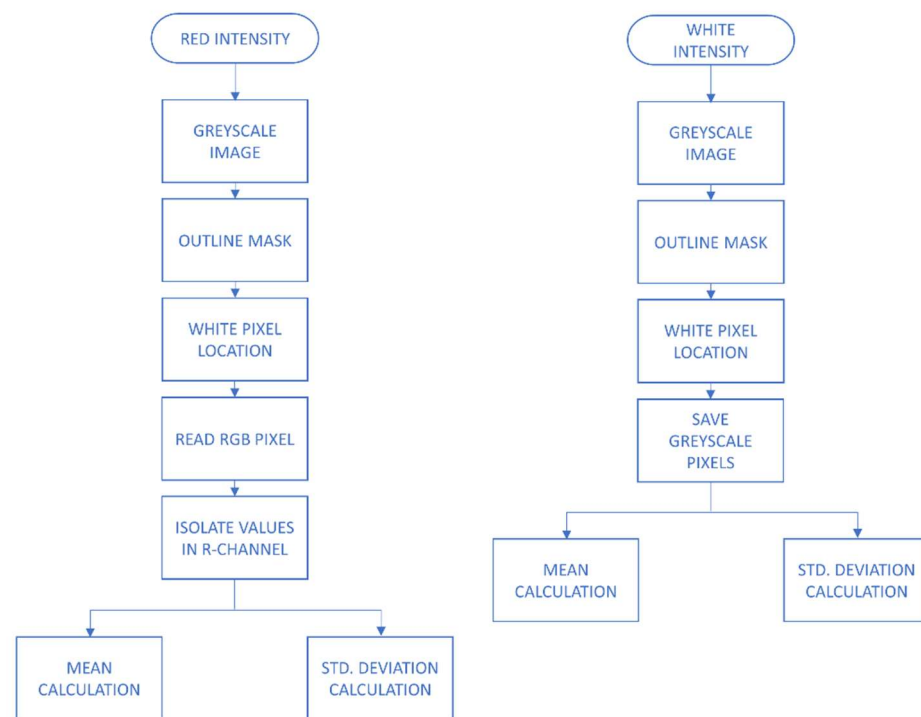 RED INTENSITY
GREYSCALE
IMAGE
OUTLINE MASK
WHITE PIXEL
LOCATION
READ RGB PIXEL
ISOLATE VALUES
IN R-CHANNEL
MEAN
CALCULATION
STD. DEVIATION
CALCULATION
WHITE
INTENSITY
GREYSCALE
IMAGE
OUTLINE MASK
WHITE PIXEL
LOCATION
SAVE
GREYSCALE
PIXELS
MEAN
CALCULATION
STD. DEVIATION
CALCULATION